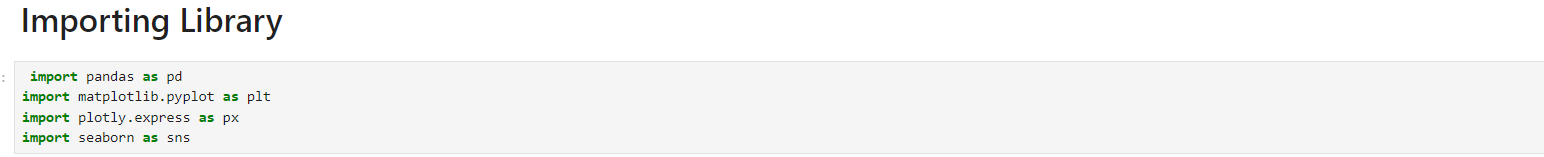 Importing Library
:
 import pandas as pd
import matplotlib.pyplot as plt
import plotly.express as px
import seaborn as sns